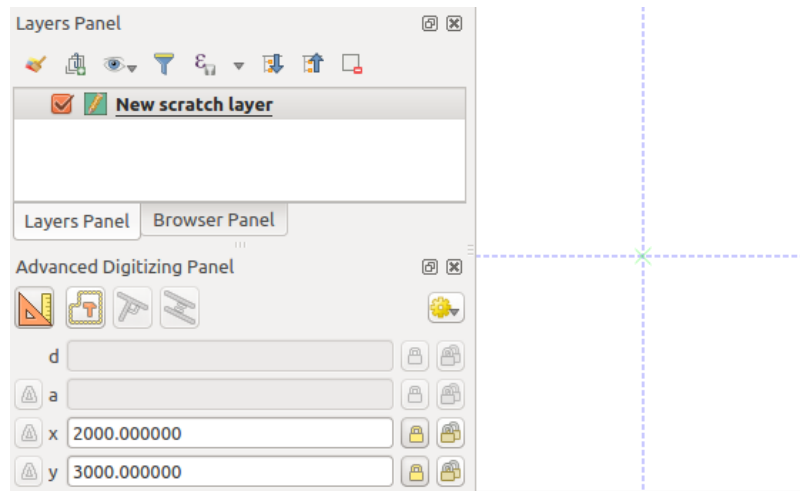 Layers Panel
New scratch layer
Layers Panel
Browser Panel
Advanced Digitizing Panel
d
a
x 2000.000000
y 3000.000000